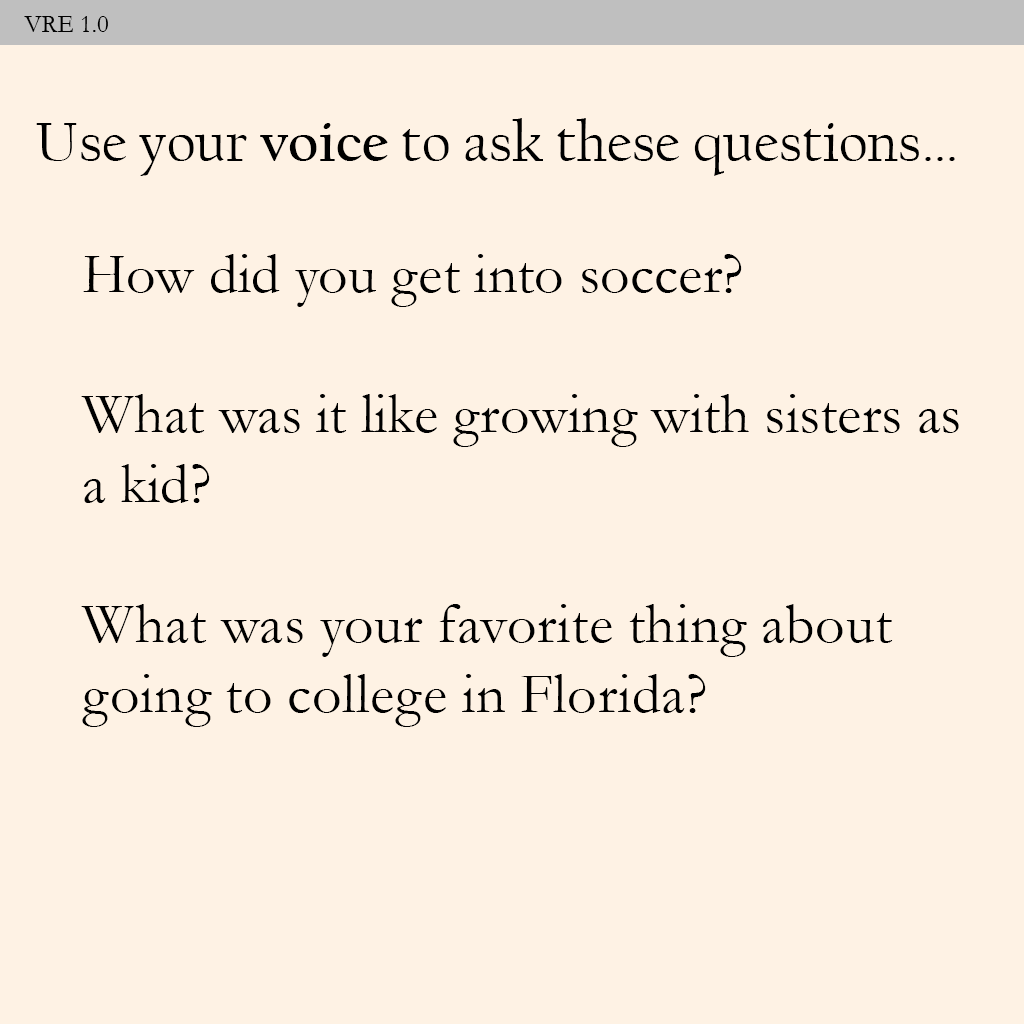 VRE 1.0
Use your voice to ask these questions...
How did you get into soccer?
What was it like growing with sisters as
a kid?
What was your favorite thing about
going to college in Florida?